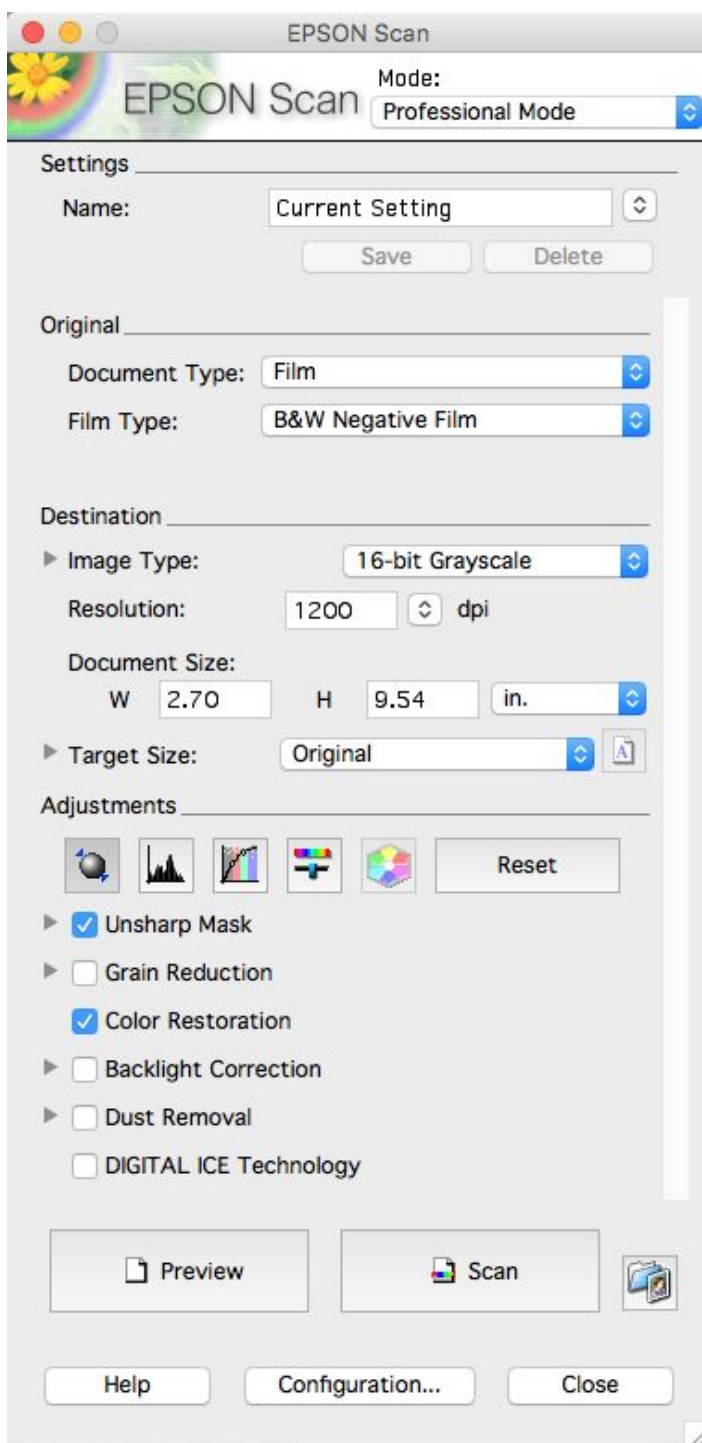 EPSON Scan
EPSON Scan
Mode:
Professional Mode
Settings
Name: Current Setting
Save Delete
Original
Document Type: Film
Film Type: B&W Negative Film
Destination
Image Type: 16-bit Grayscale
Resolution: 1200 dpi
Document Size:
W 2.70 H 9.54 in.
Target Size: Original A
Adjustments
Reset
Unsharp Mask
Grain Reduction
Color Restoration
Backlight Correction
Dust Removal
DIGITAL ICE Technology
Preview Scan
Help Configuration... Close